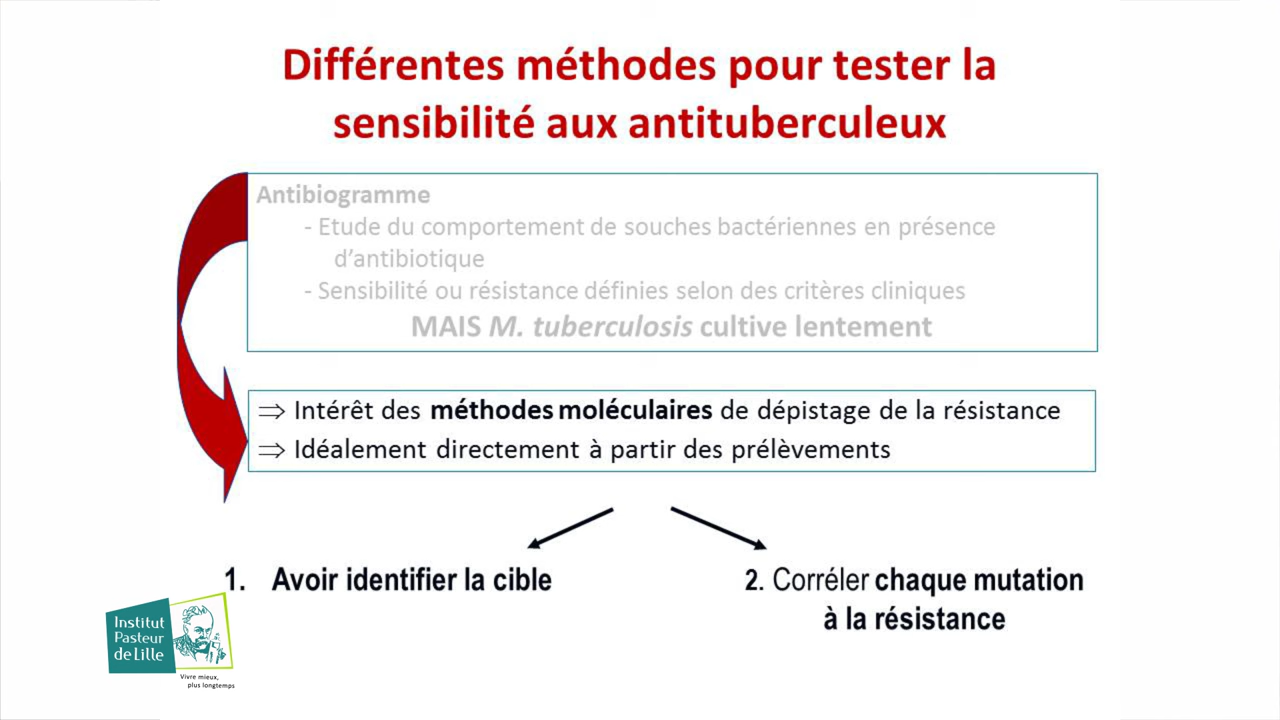 Différentes méthodes pour tester la
sensibilité aux antituberculeux
Antibiogramme
- Etude du comportement de souches bactériennes en présence
d’antibiotique
- Sensibilité ou résistance définies selon des critères cliniques
MAIS M. tuberculosis cultive lentement
⇒ Intérêt des méthodes moléculaires de dépistage de la résistance
⇒ Idéalement directement à partir des prélèvements
1. Avoir identifier la cible
2. Corréler chaque mutation
à la résistance
Institut
Pasteur
de Lille
Vivre mieux,
plus longtemps